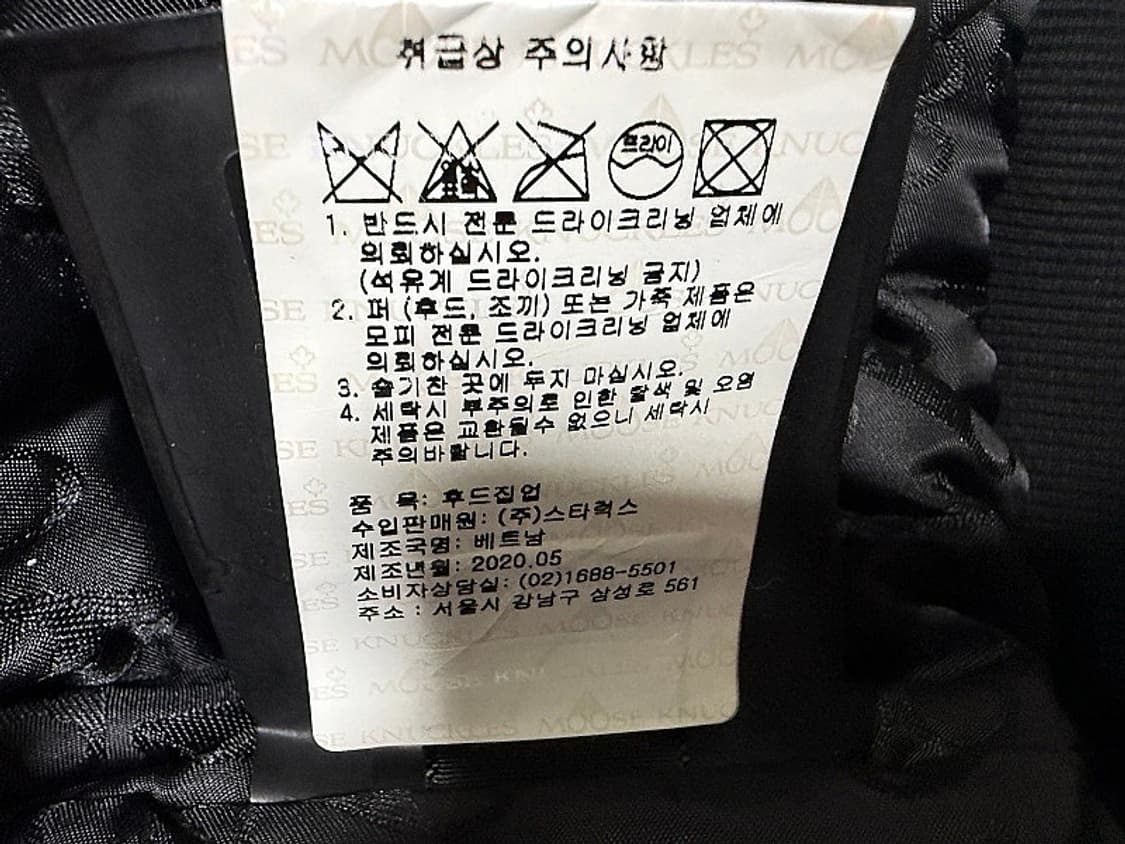 취급상 주의사항
드라이
1. 반드시 전문 드라이크리닝 업체에
의뢰하십시오.
(석유계 드라이크리닝 금지)
2. 퍼 (후드, 조끼) 또는 가죽 제품은
모피 전문 드라이크리닝 업체에
의뢰하십시오.
3. 습기찬 곳에 두지 마십시오.
4. 세탁시 부주의로 인한 탈색 및 오염
제품은 교환될수 없으니 세탁시
주의바랍니다.
품 목: 후드집업
수입판매원: (주)스타럭스
제조국명: 베트남
제조년월: 2020.05
소비자상담실: (02)1688-5501
주소 : 서울시 강남구 삼성로 561
MOOSE KNUCKLES